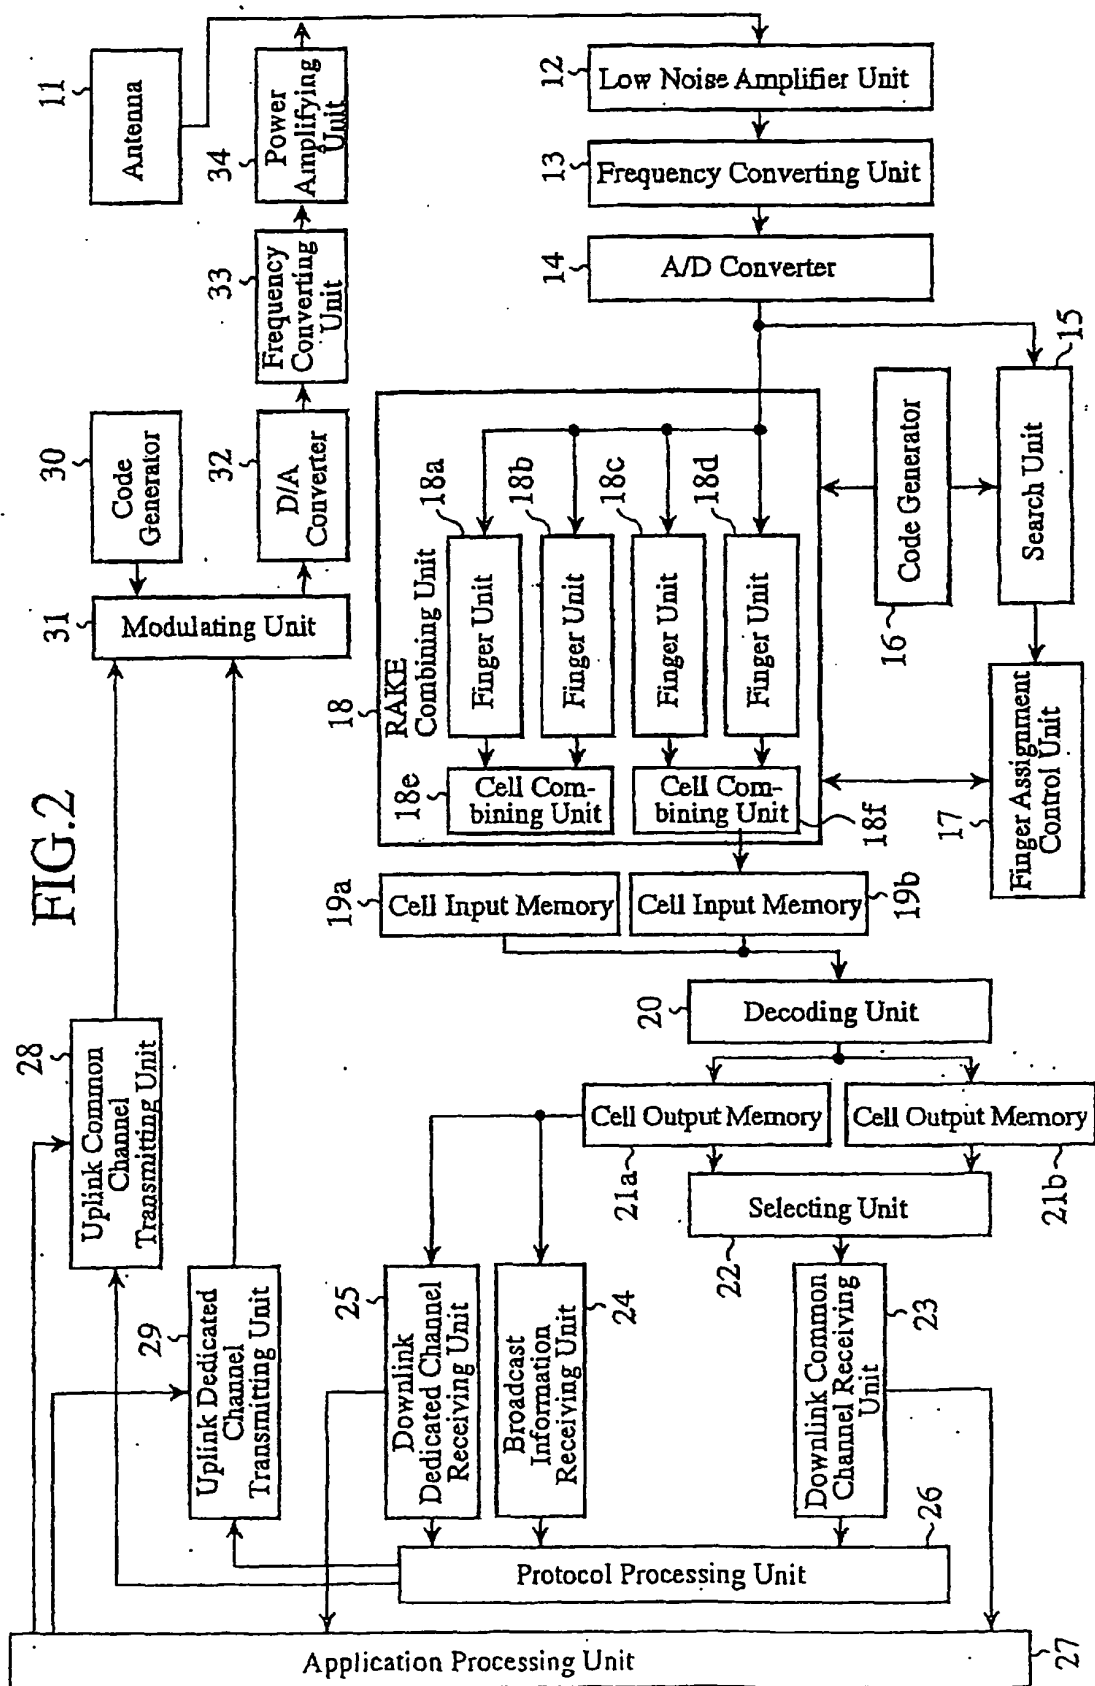 FIG.2
11
Antenna
34
Power
Amplifying
Unit
33
Frequency
Converting
Unit
32
D/A
Converter
30
Code
Generator
31
Modulating Unit
28
Uplink Common
Channel
Transmitting Unit
29
Uplink Dedicated
Channel
Transmitting Unit
12
Low Noise Amplifier Unit
13
Frequency Converting Unit
14
A/D Converter
15
Search Unit
16
Code Generator
17
Finger Assignment
Control Unit
18
RAKE
Combining Unit
18a
Finger Unit
18b
Finger Unit
18c
Finger Unit
18d
Finger Unit
18e
Cell Com-
bining Unit
Cell Com-
bining Unit
18f
19a
Cell Input Memory
Cell Input Memory
19b
20
Decoding Unit
Cell Output Memory
21a
Cell Output Memory
21b
Selecting Unit
22
25
Downlink
Dedicated Channel
Receiving Unit
Broadcast
Information
Receiving Unit
24
Downlink Common
Channel Receiving
Unit
23
Protocol Processing Unit
26
Application Processing Unit
27